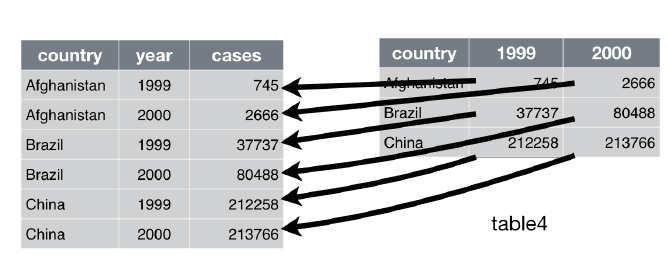 country year cases
Afghanistan 1999 745
Afghanistan 2000 2666
Brazil 1999 37737
Brazil 2000 80488
China 1999 212258
China 2000 213766
country 1999 2000
Afghanistan 745 2666
Brazil 37737 80488
China 212258 213766
table4